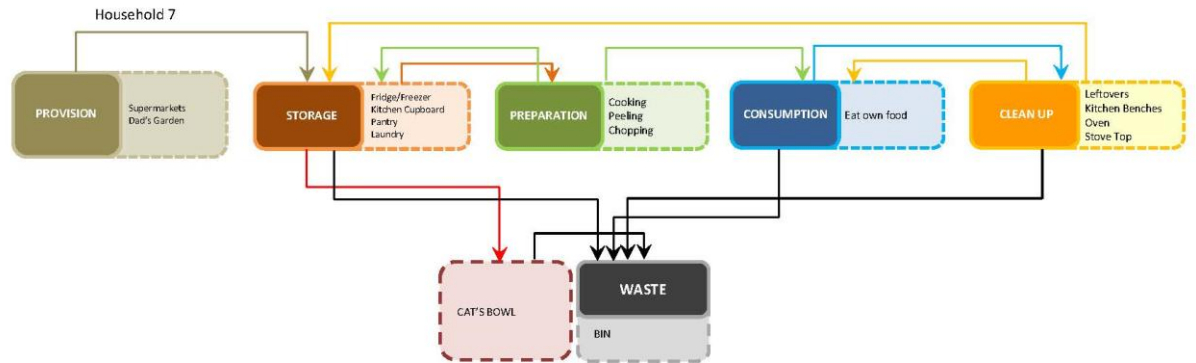 Household 7
PROVISION
Supermarkets
Dad's Garden
STORAGE
Fridge/Freezer
Kitchen Cupboard
Pantry
Laundry
PREPARATION
Cooking
Peeling
Chopping
CONSUMPTION
Eat own food
CLEAN UP
Leftovers
Kitchen Benches
Oven
Stove Top
CAT'S BOWL
WASTE
BIN